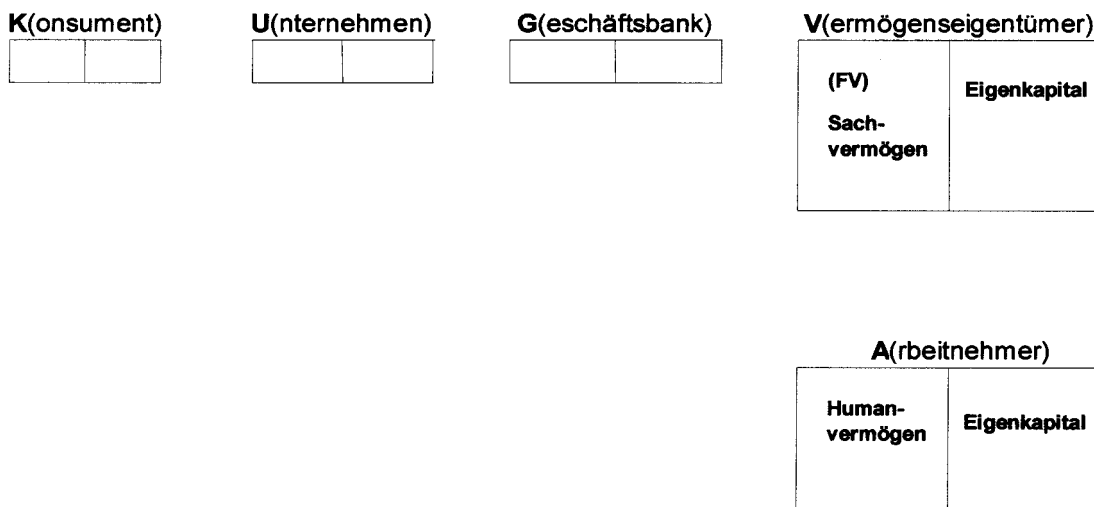 K(onsument)
U(nternehmen)
G(eschäftsbank)
V(ermögenseigentümer)
(FV)
Sach-
vermögen
Eigenkapital
A(rbeitnehmer)
Human-
vermögen
Eigenkapital